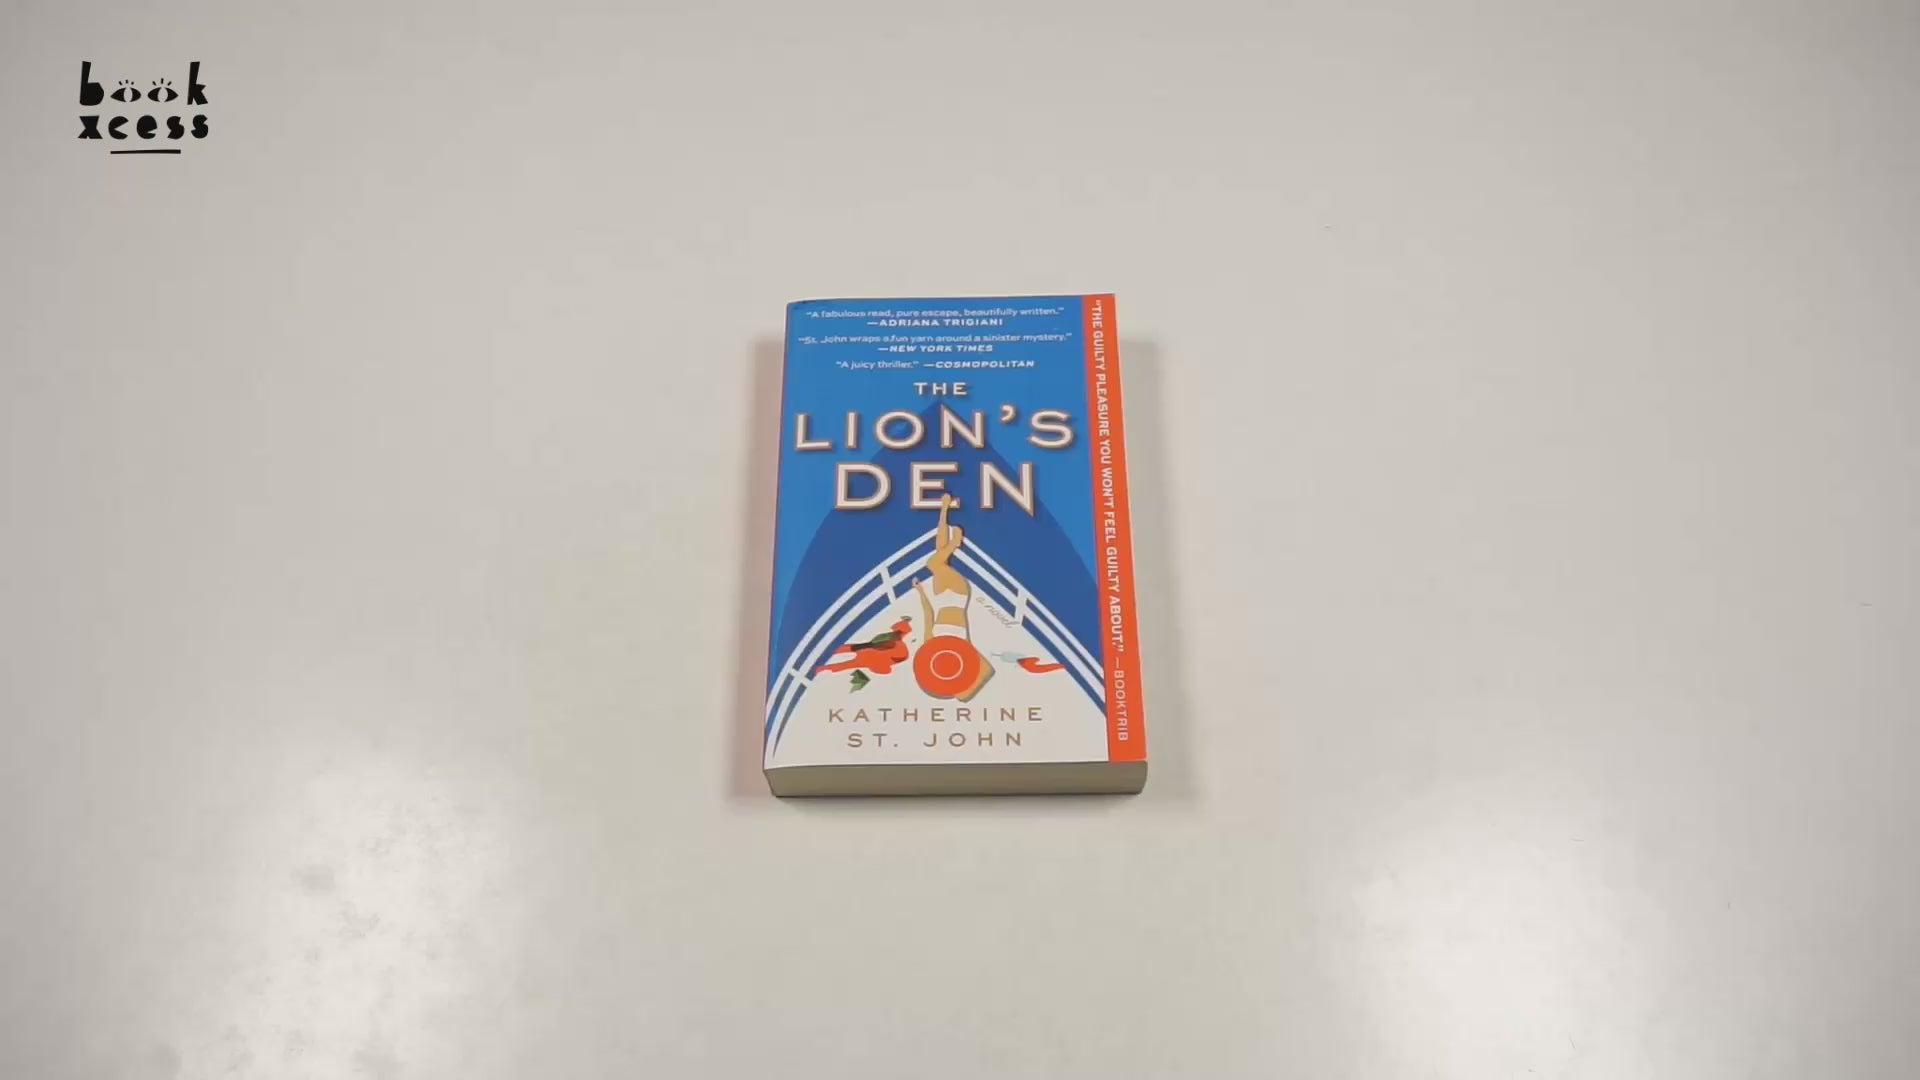 book
xcess
"A fabulous read, pure escape, beautifully written."
—ADRIANA TRIGIANI
"St. John wraps a fun yarn around a sinister mystery."
—NEW YORK TIMES
"A juicy thriller." —COSMOPOLITAN
THE
LION'S
DEN
a novel
KATHERINE
ST. JOHN
"THE GUILTY PLEASURE YOU WON'T FEEL GUILTY ABOUT." —BOOKTRIB